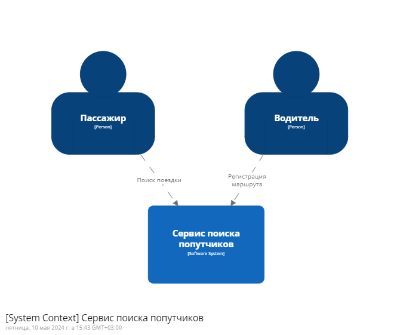 Пассажир
[Person]
Водитель
[Person]
Поиск поездки
Регистрация
маршрута
Сервис поиска
попутчиков
[Software System]
[System Context] Сервис поиска попутчиков
пятница, 10 мая 2024 г. в 15:43 GMT+03:00